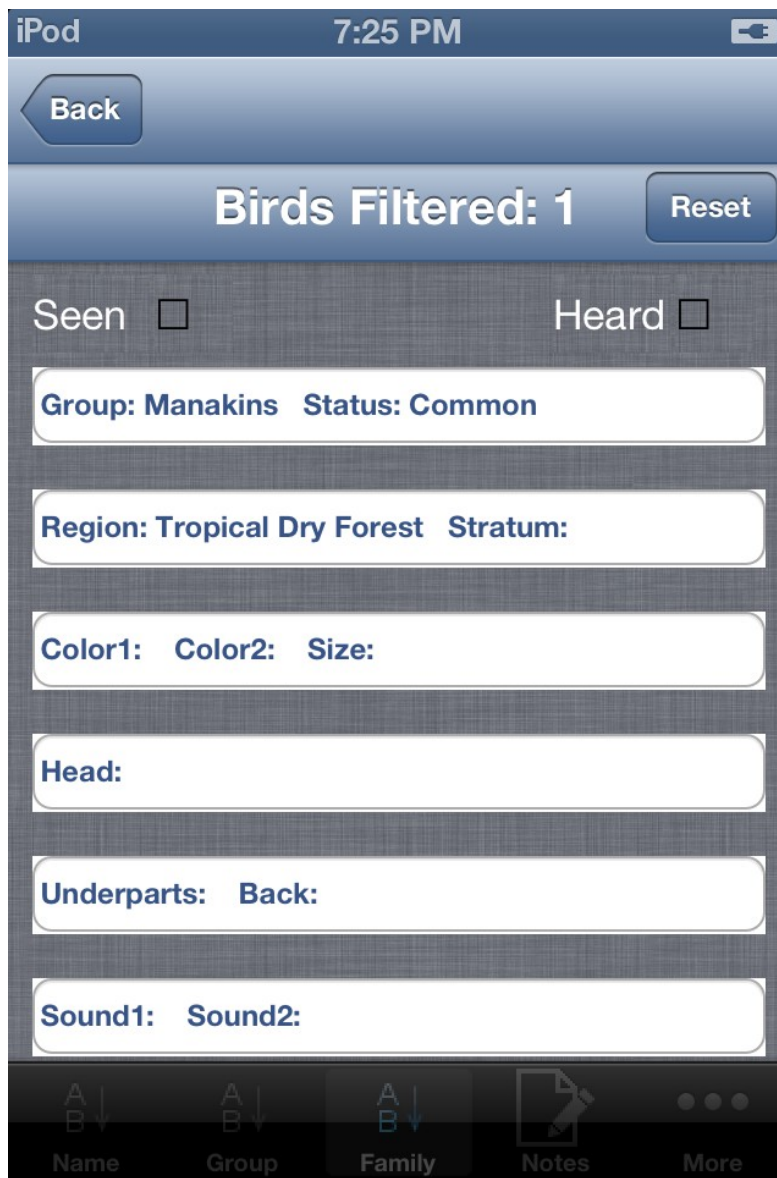 iPod 7:25 PM
Back
Birds Filtered: 1 Reset
Seen Heard
Group: Manakins Status: Common
Region: Tropical Dry Forest Stratum:
Color1: Color2: Size:
Head:
Underparts: Back:
Sound1: Sound2:
A A A
B B B
Name Group Family Notes More